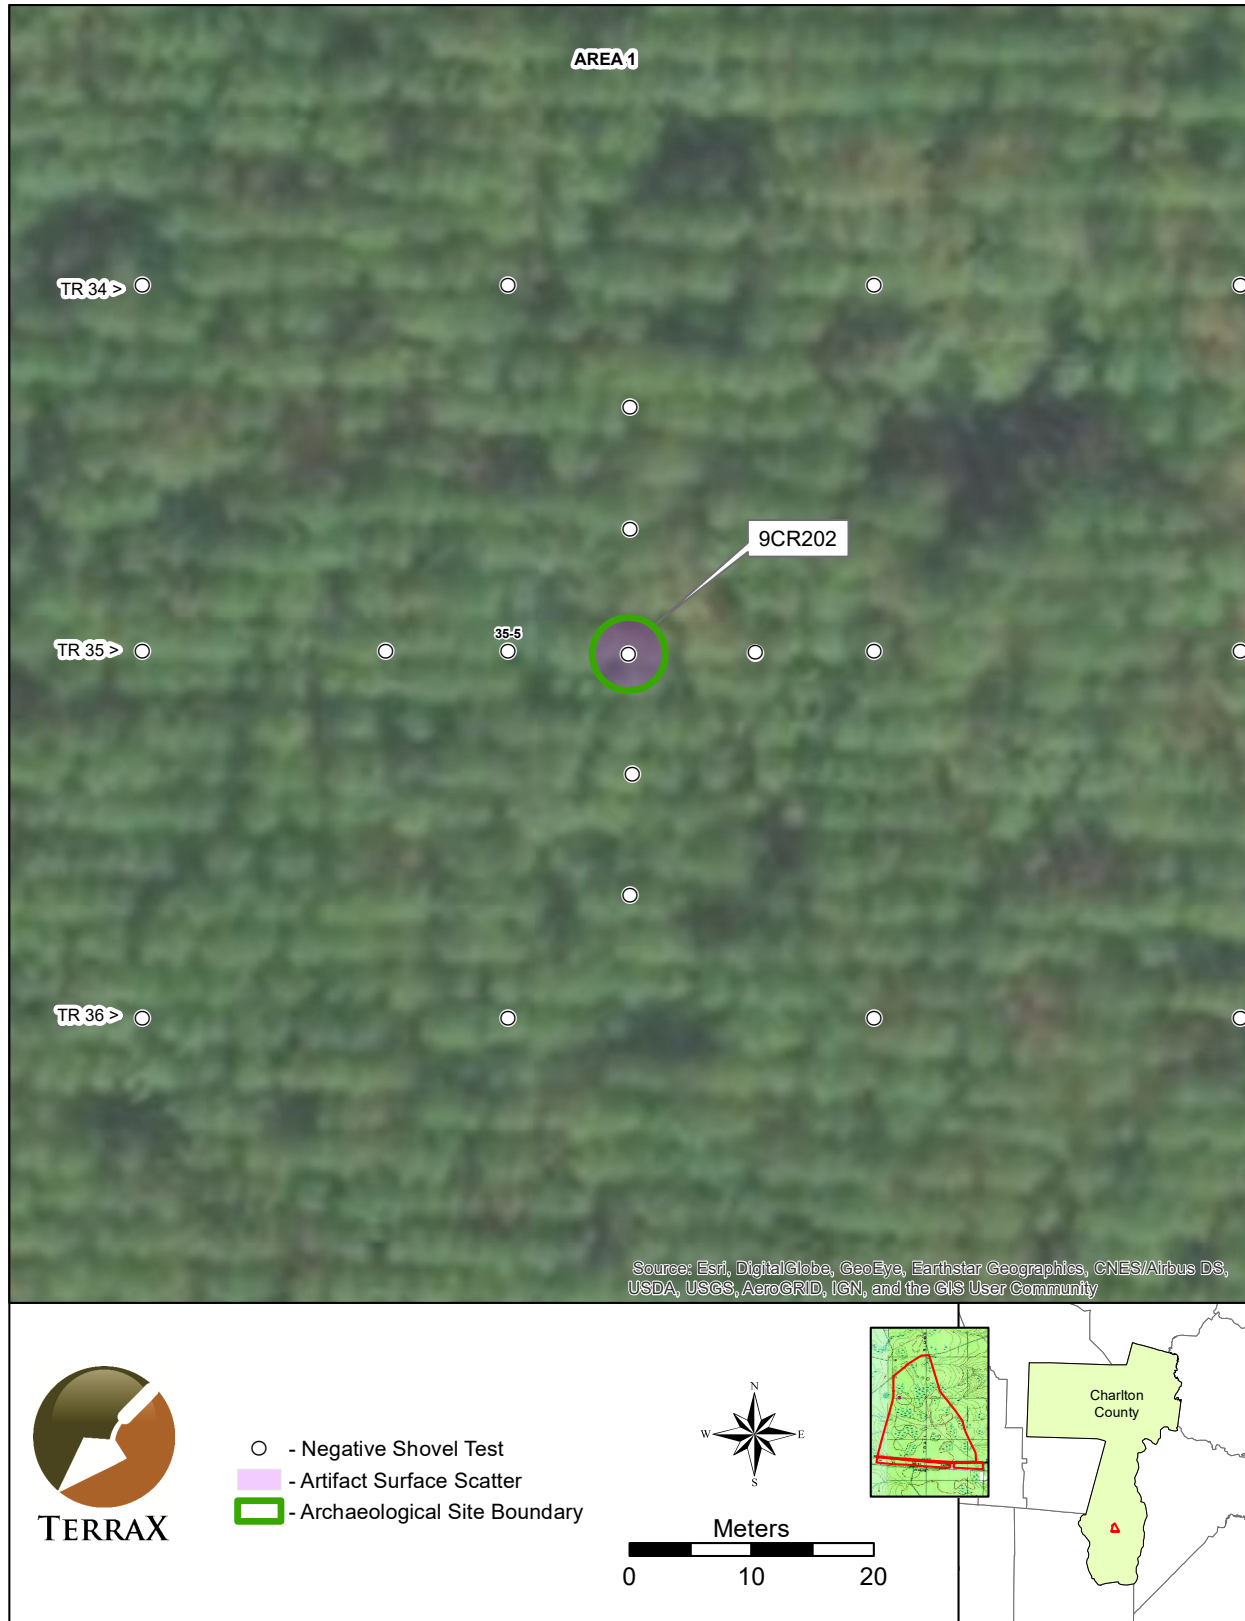 AREA 1
TR 34 >
9CR202
35-5
TR 35 >
TR 36 >
Source: Esri, DigitalGlobe, GeoEye, Earthstar Geographics, CNES/Airbus DS,
USDA, USGS, AeroGRID, IGN, and the GIS User Community
TERRAX
- Negative Shovel Test
- Artifact Surface Scatter
- Archaeological Site Boundary
N
W E
S
Meters
0 10 20
Charlton
County